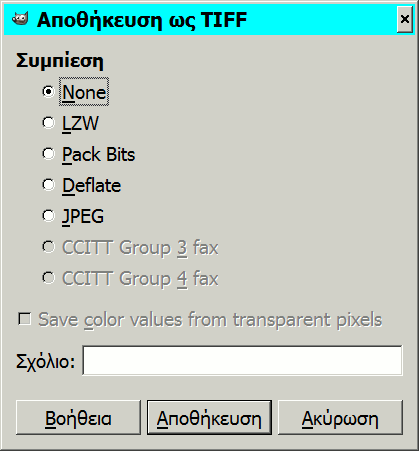 Αποθήκευση ως TIFF
Συμπίεση
None
LZW
Pack Bits
Deflate
JPEG
CCITT Group 3 fax
CCITT Group 4 fax
Save color values from transparent pixels
Σχόλιο:
Βοήθεια Αποθήκευση Ακύρωση